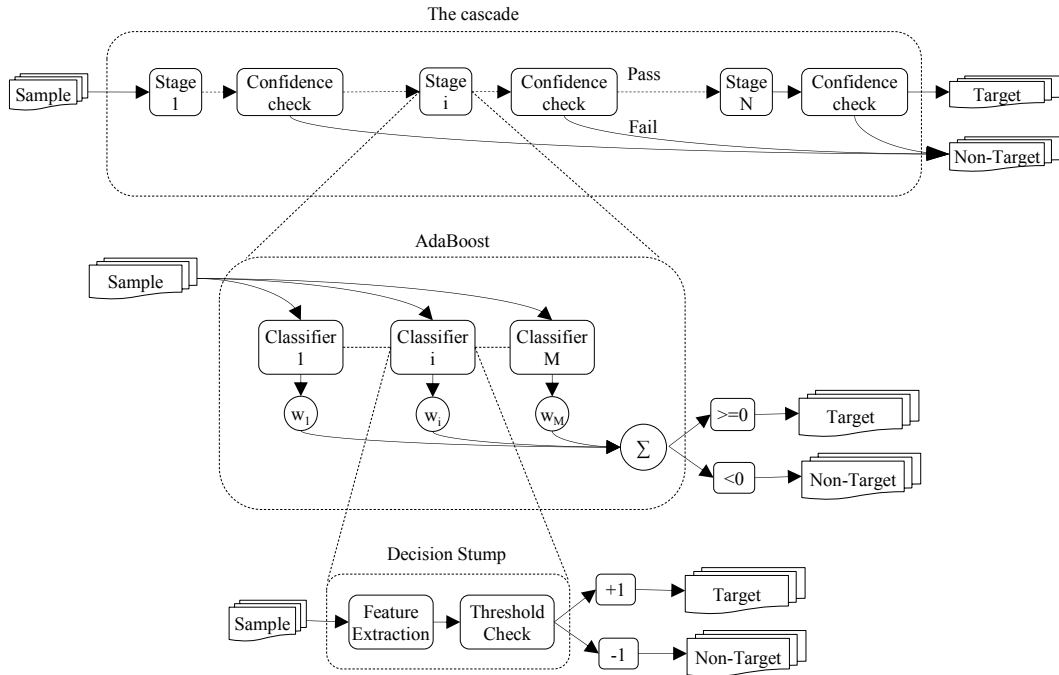 The cascade
Sample
Stage
1
Confidence
check
Stage
i
Confidence
check
Pass
Fail
Stage
N
Confidence
check
Target
Non-Target
AdaBoost
Sample
Classifier
1
Classifier
i
Classifier
M
w1
wi
wM
Σ
>=0
Target
<0
Non-Target
Decision Stump
Sample
Feature
Extraction
Threshold
Check
+1
Target
-1
Non-Target